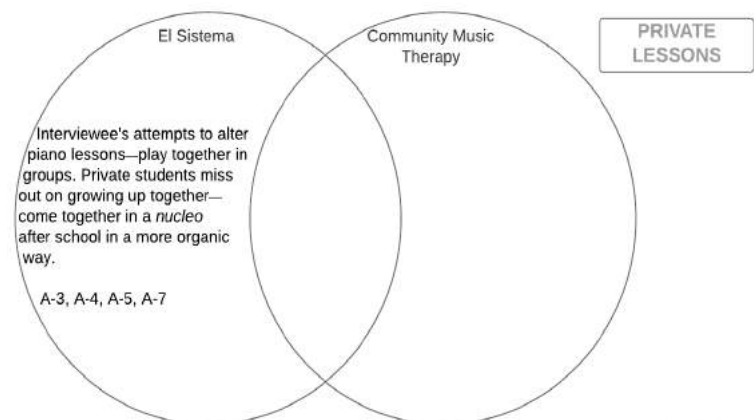 El Sistema
Community Music
Therapy
PRIVATE
LESSONS
Interviewee's attempts to alter
piano lessons—play together in
groups. Private students miss
out on growing up together—
come together in a nucleo
after school in a more organic
way.
A-3, A-4, A-5, A-7